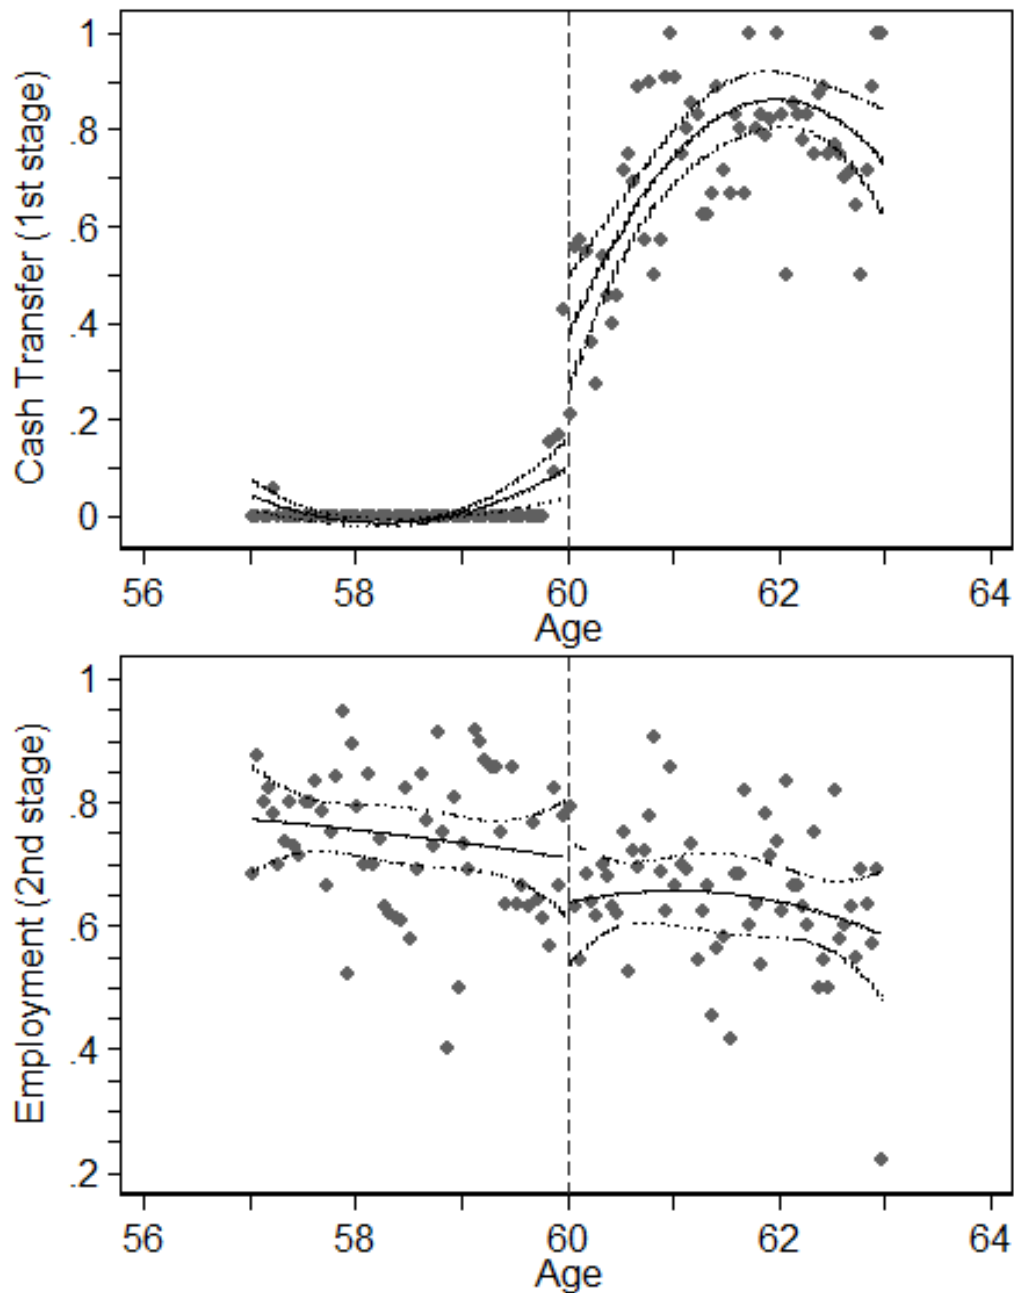 Cash Transfer (1st stage)
1
.8
.6
.4
.2
0
56 58 60 62 64
Age
Employment (2nd stage)
1
.8
.6
.4
.2
56 58 60 62 64
Age